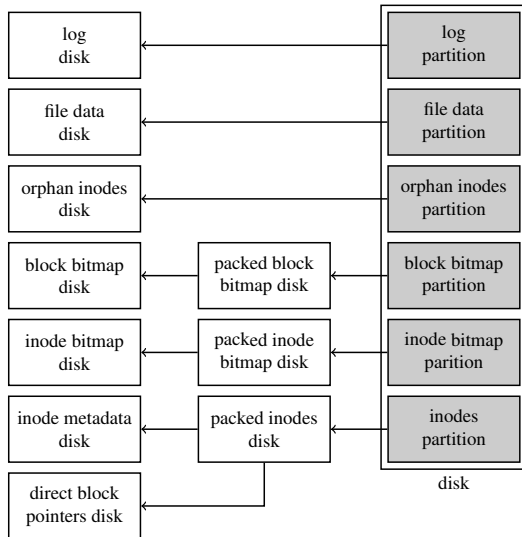 log
disk
log
partition
file data
disk
file data
partition
orphan inodes
disk
orphan inodes
partition
block bitmap
disk
packed block
bitmap disk
block bitmap
partition
inode bitmap
disk
packed inode
bitmap disk
inode bitmap
parition
inode metadata
disk
packed inodes
disk
inodes
partition
disk
direct block
pointers disk